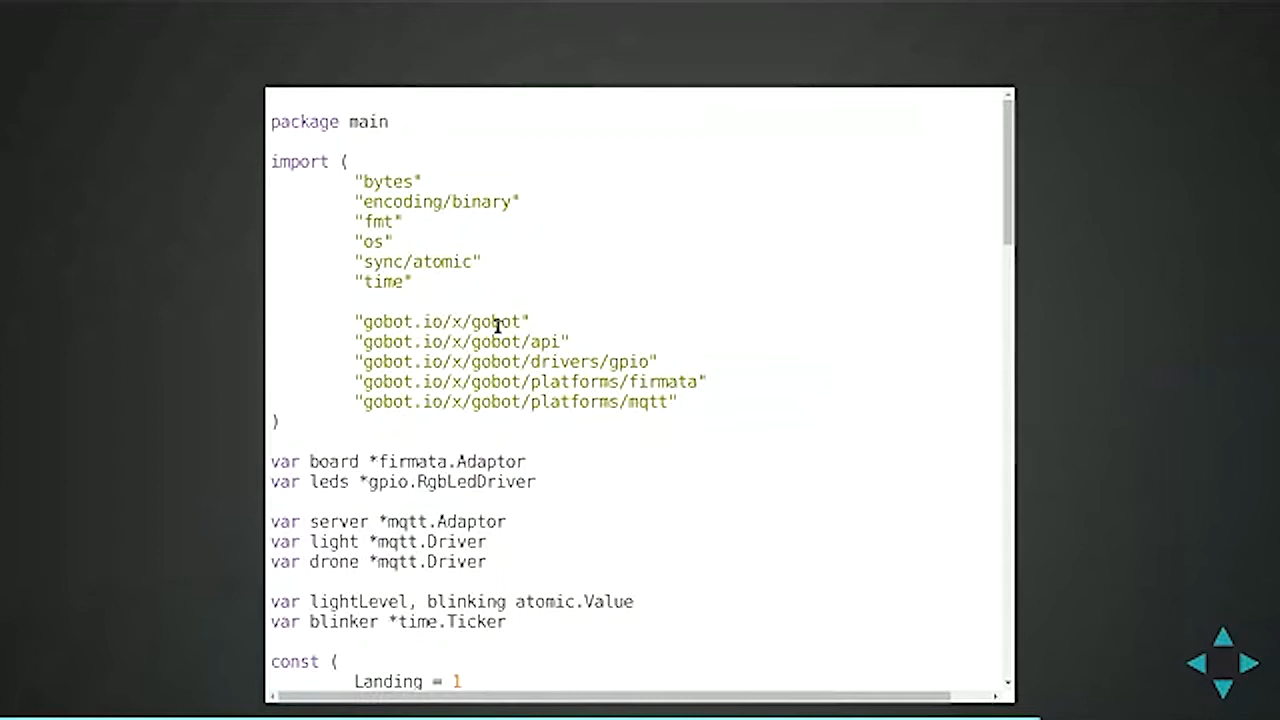 package main
import (
"bytes"
"encoding/binary"
"fmt"
"os"
"sync/atomic"
"time"
"gobot.io/x/gobot"
"gobot.io/x/gobot/api"
"gobot.io/x/gobot/drivers/gpio"
"gobot.io/x/gobot/platforms/firmata"
"gobot.io/x/gobot/platforms/mqtt"
)
var board *firmata.Adaptor
var leds *gpio.RgbLedDriver
var server *mqtt.Adaptor
var light *mqtt.Driver
var drone *mqtt.Driver
var lightLevel, blinking atomic.Value
var blinker *time.Ticker
const (
Landing = 1